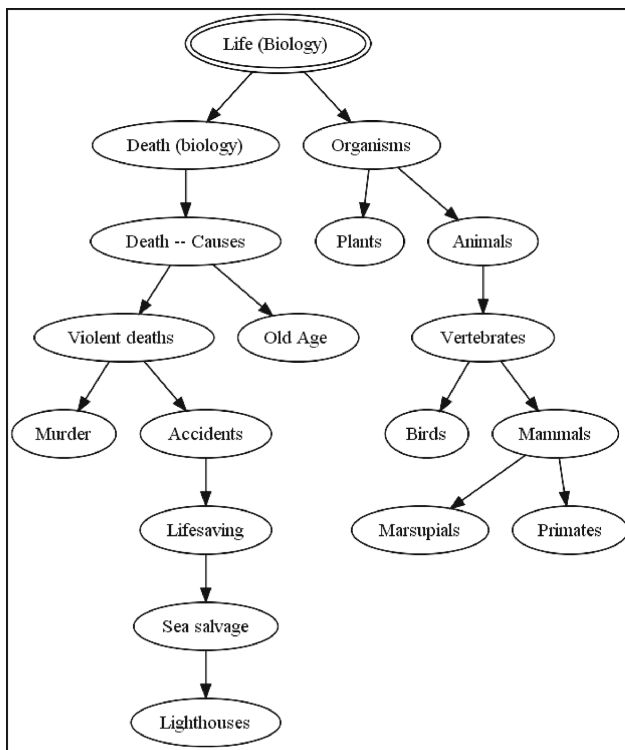 Life (Biology)
Death (biology)
Organisms
Death -- Causes
Plants
Animals
Violent deaths
Old Age
Vertebrates
Murder
Accidents
Birds
Mammals
Lifesaving
Marsupials
Primates
Sea salvage
Lighthouses